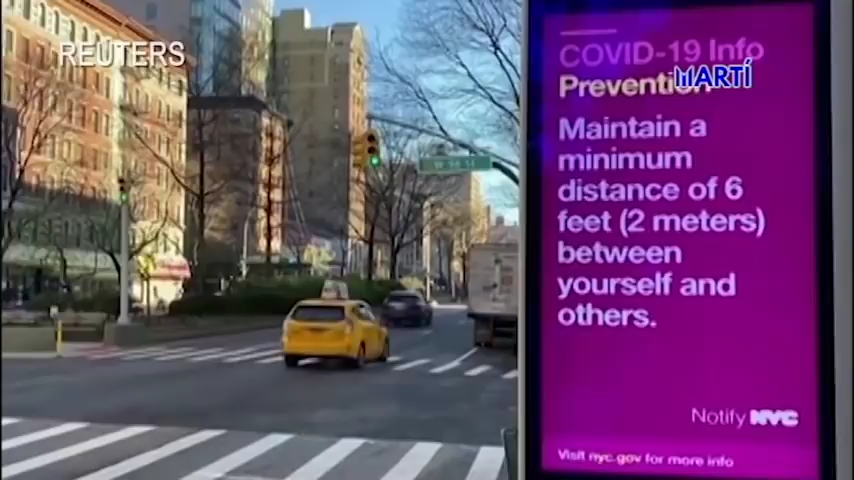 REUTERS
COVID-19 Info
Prevention
MARTÍ
Maintain a
minimum
distance of 6
feet (2 meters)
between
yourself and
others.
Notify NYC
Visit nyc.gov for more info